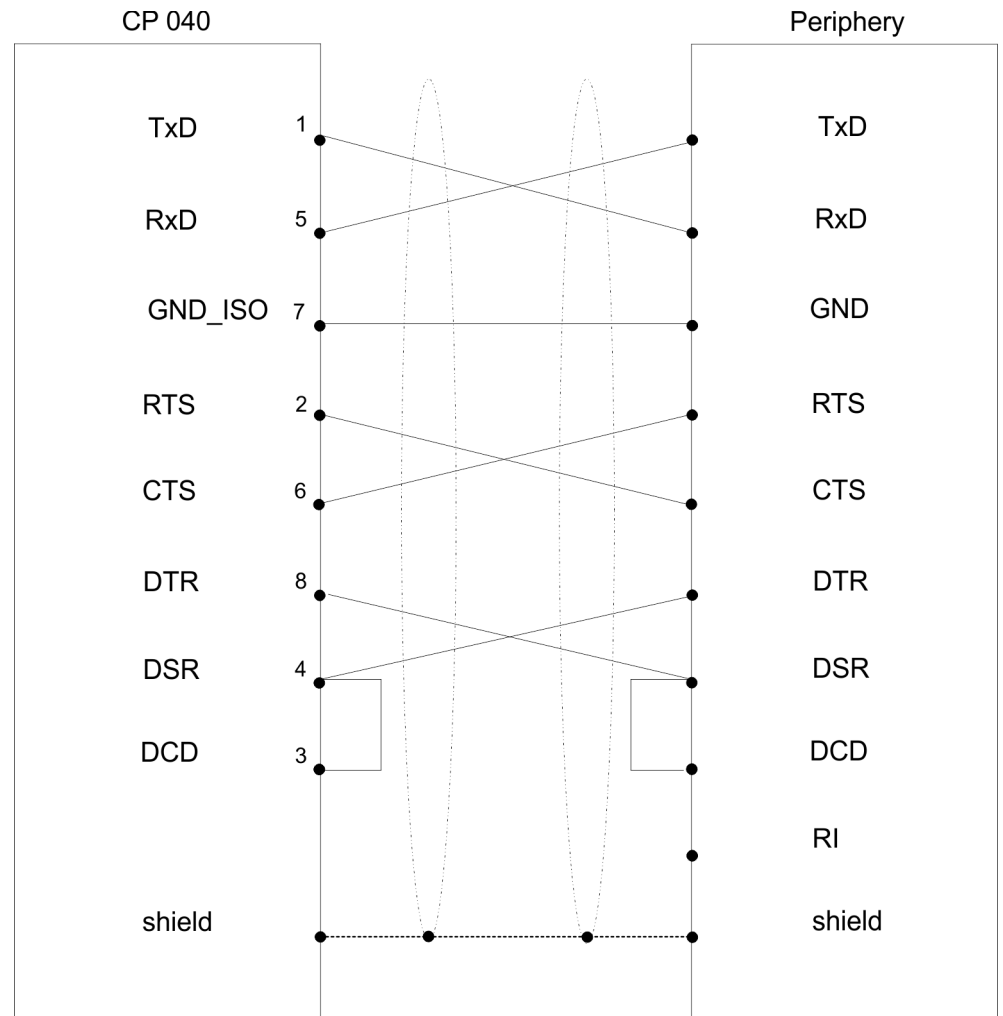 CP 040 Periphery
TxD 1 TxD
RxD 5 RxD
GND_ISO 7 GND
RTS 2 RTS
CTS 6 CTS
DTR 8 DTR
DSR 4 DSR
DCD 3 DCD
RI
shield shield